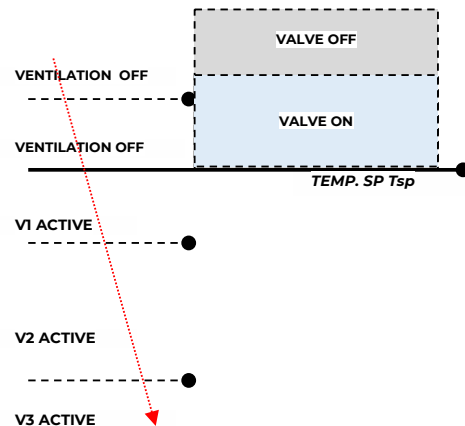 VALVE OFF
VENTILATION OFF
VALVE ON
VENTILATION OFF
TEMP. SP Tsp
V1 ACTIVE
V2 ACTIVE
V3 ACTIVE